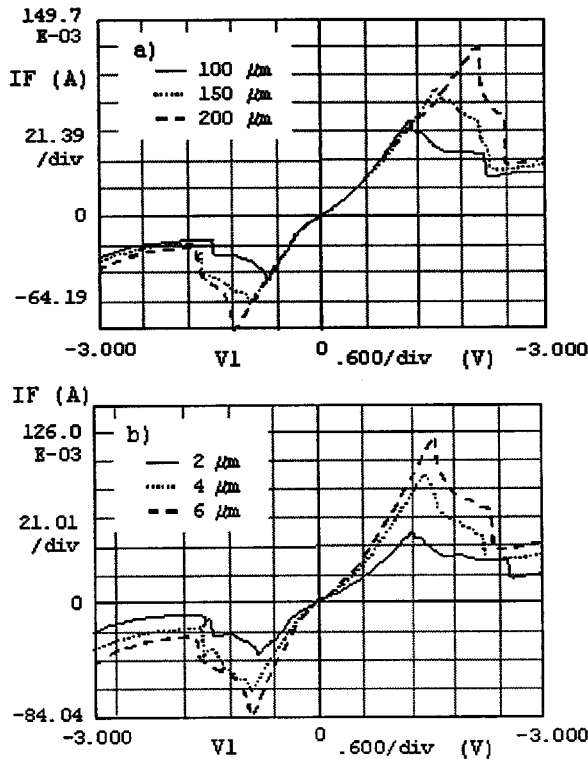 149.7
E-03
a)
IF (A)
100 µm
150 µm
200 µm
21.39
/div
0
-64.19
-3.000
V1
0
.600/div (V)
-3.000
IF (A)
126.0
E-03
b)
2 µm
4 µm
6 µm
21.01
/div
0
-84.04
-3.000
V1
0
.600/div (V)
-3.000